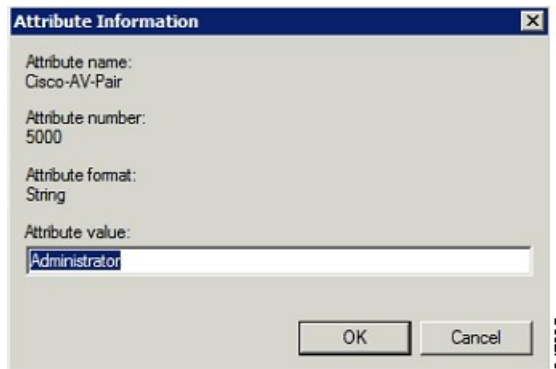 Attribute Information
Attribute name:
Cisco-AV-Pair
Attribute number:
5000
Attribute format:
String
Attribute value:
Administrator
OK
Cancel